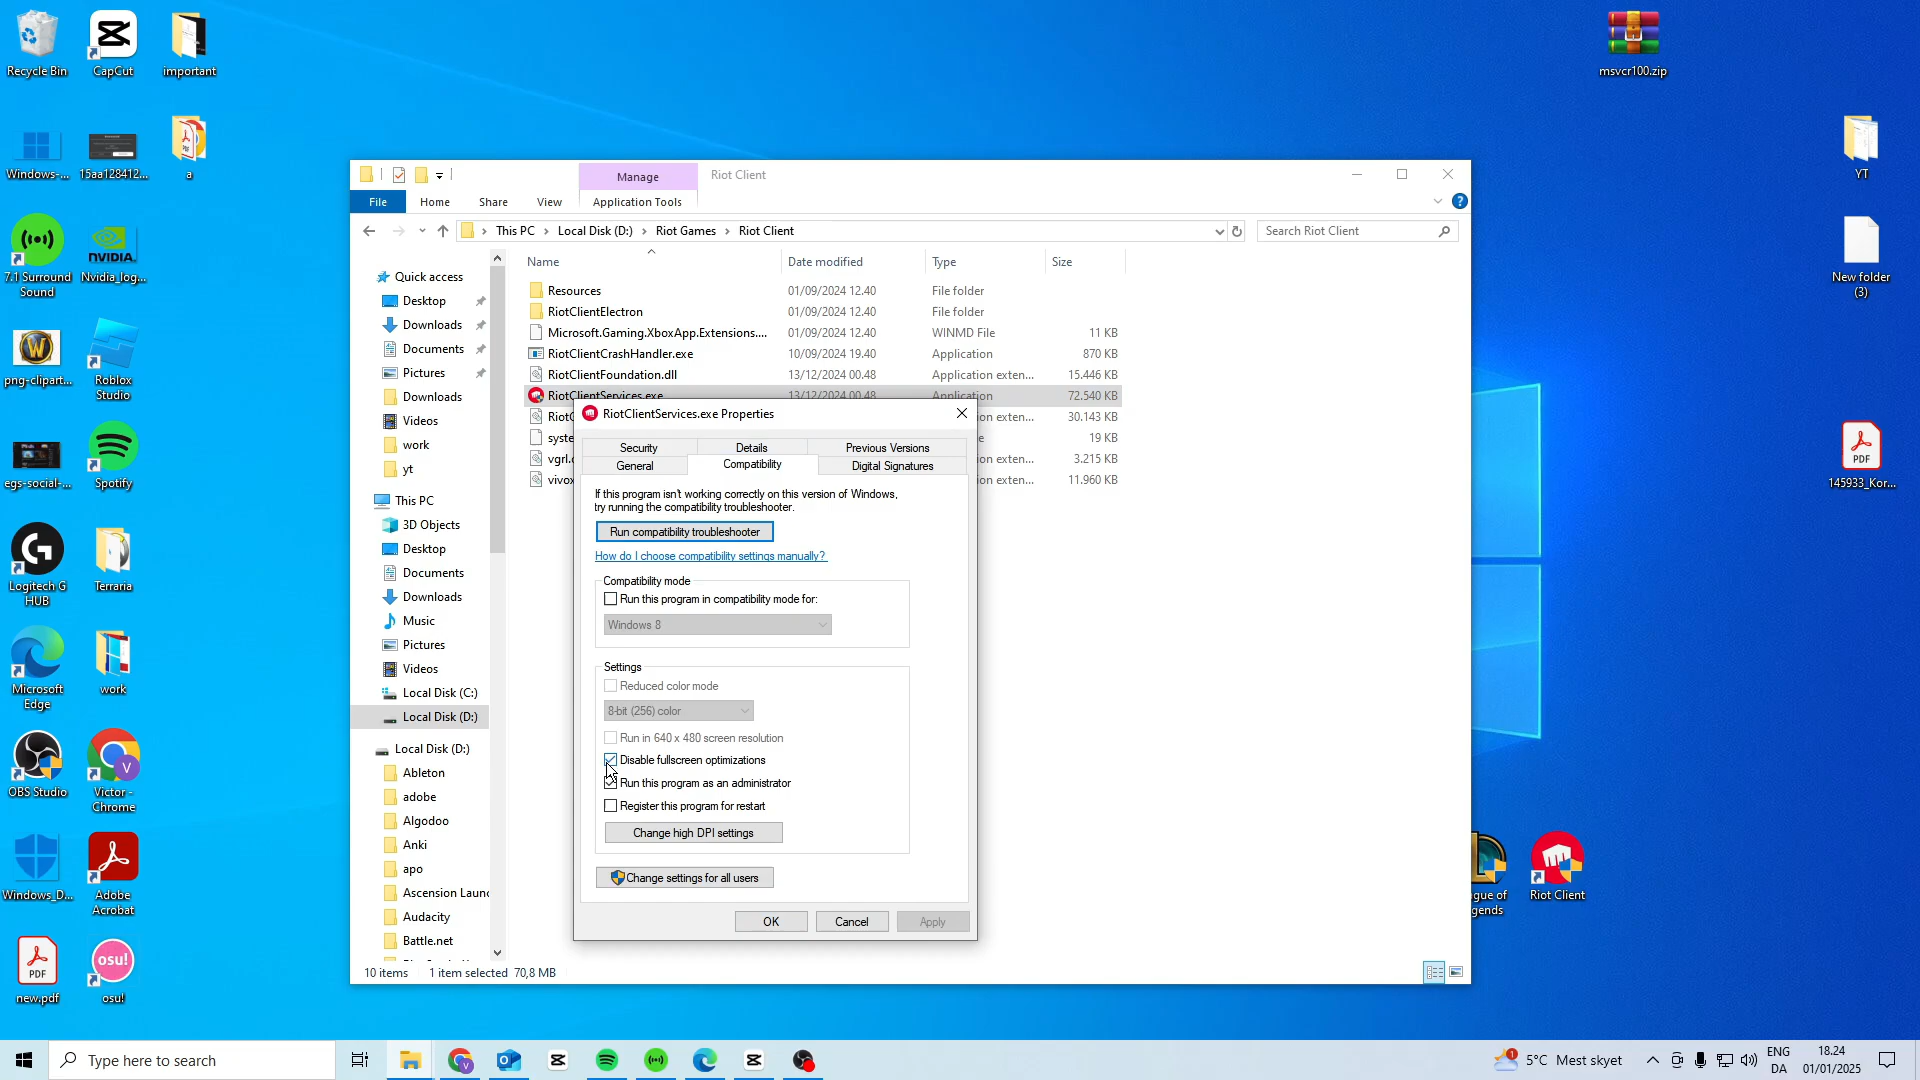 Recycle Bin
CapCut
important
Windows-...
15aa128412...
a
7.1 Surround
Sound
Nvidia_log...
png-clipart...
Roblox
Studio
egs-social-...
Spotify
Logitech G
HUB
Terraria
Microsoft
Edge
work
OBS Studio
Victor -
Chrome
Windows_D...
Adobe
Acrobat
new.pdf
osu!
msvcr100.zip
YT
New folder
(3)
145933_Kor...
gue of
gends
Riot Client
Manage
Riot Client
File
Home
Share
View
Application Tools
This PC
Local Disk (D:)
Riot Games
Riot Client
Search Riot Client
Quick access
Desktop
Downloads
Documents
Pictures
Downloads
Videos
work
yt
This PC
3D Objects
Desktop
Documents
Downloads
Music
Pictures
Videos
Local Disk (C:)
Local Disk (D:)
Local Disk (D:)
Ableton
adobe
Algodoo
Anki
apo
Ascension Launc
Audacity
Battle.net
Name Date modified Type Size
Resources 01/09/2024 12.40 File folder
RiotClientElectron 01/09/2024 12.40 File folder
Microsoft.Gaming.XboxApp.Extensions.... 01/09/2024 12.40 WINMD File 11 KB
RiotClientCrashHandler.exe 10/09/2024 19.40 Application 870 KB
RiotClientFoundation.dll 13/12/2024 00.48 Application exten... 15.446 KB
RiotClientServices.exe 13/12/2024 00.48 Application 72.540 KB
RiotC ion exten... 30.143 KB
syste e 19 KB
vgrl.c ion exten... 3.215 KB
vivox ion exten... 11.960 KB
RiotClientServices.exe Properties
Security
Details
Previous Versions
General
Compatibility
Digital Signatures
If this program isn't working correctly on this version of Windows,
try running the compatibility troubleshooter.
Run compatibility troubleshooter
How do I choose compatibility settings manually?
Compatibility mode
Run this program in compatibility mode for:
Windows 8
Settings
Reduced color mode
8-bit (256) color
Run in 640 x 480 screen resolution
Disable fullscreen optimizations
Run this program as an administrator
Register this program for restart
Change high DPI settings
Change settings for all users
OK
Cancel
Apply
10 items
1 item selected
70,8 MB
Type here to search
1
5°C Mest skyet
ENG
DA
18.24
01/01/2025